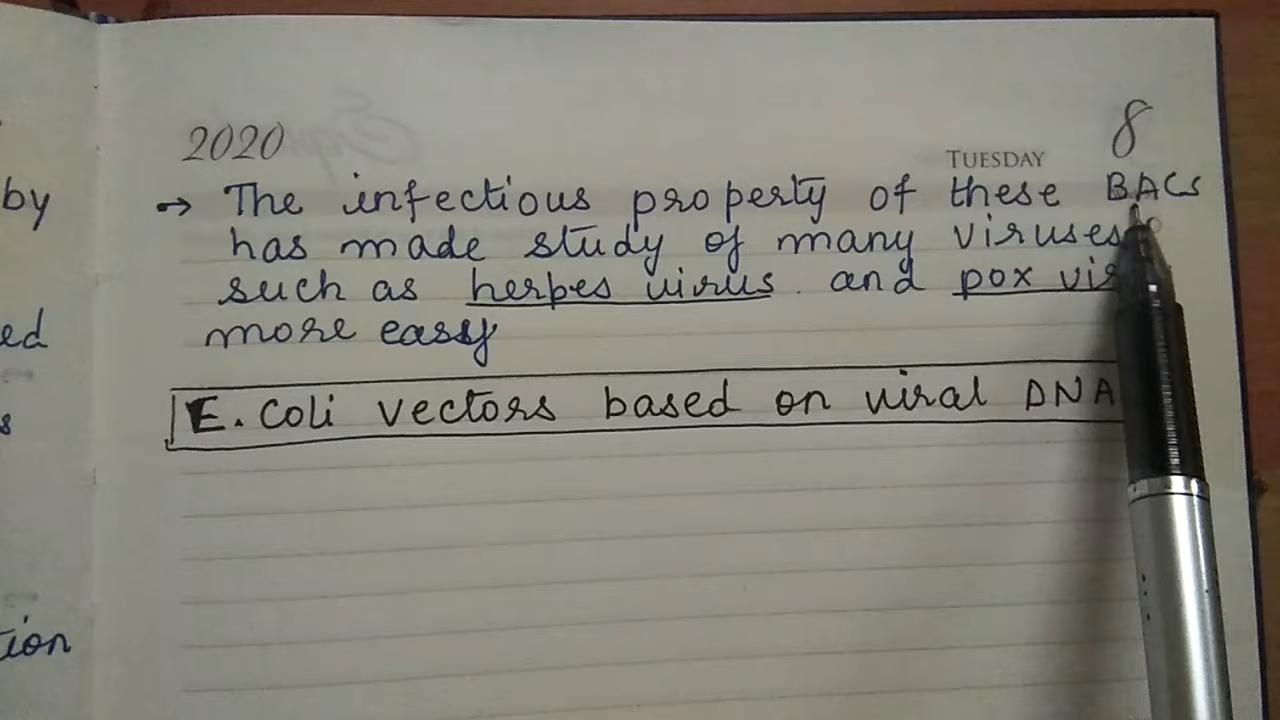 2020
TUESDAY 8
by
→ The infectious property of these BACs
has made study of many viruses
such as herpes virus and pox
ed
more easy
E. Coli vectors based on viral DNA
s
tion